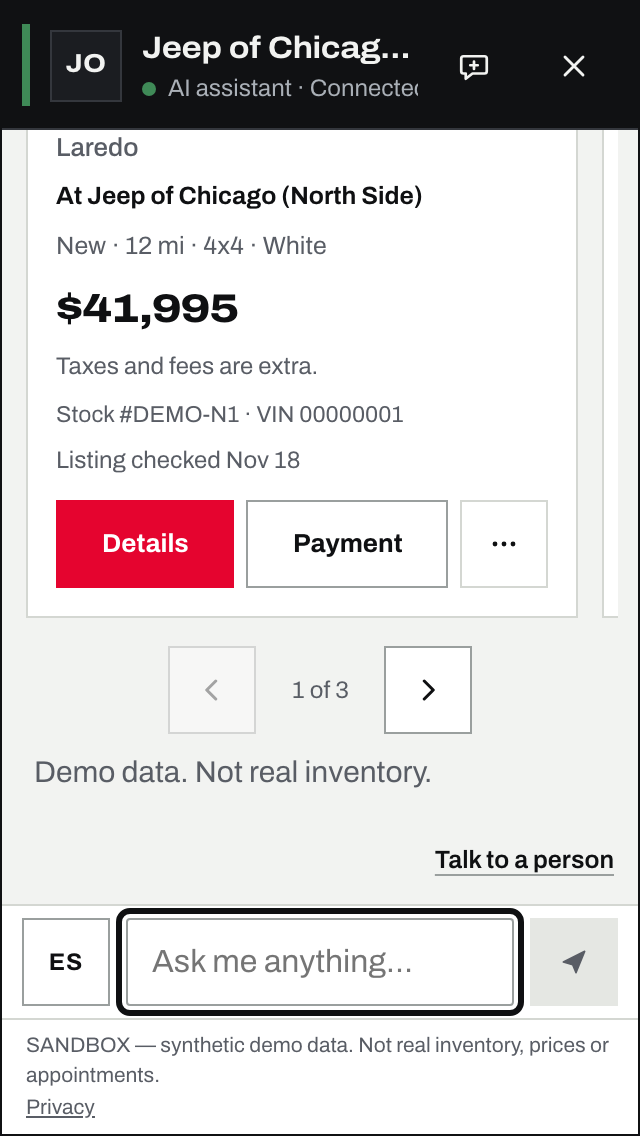 JO
Jeep of Chicag...
AI assistant · Connected
Laredo
At Jeep of Chicago (North Side)
New · 12 mi · 4x4 · White
$41,995
Taxes and fees are extra.
Stock #DEMO-N1 · VIN 00000001
Listing checked Nov 18
Details
Payment
...
1 of 3
Demo data. Not real inventory.
Talk to a person
ES
Ask me anything...
SANDBOX — synthetic demo data. Not real inventory, prices or
appointments.
Privacy